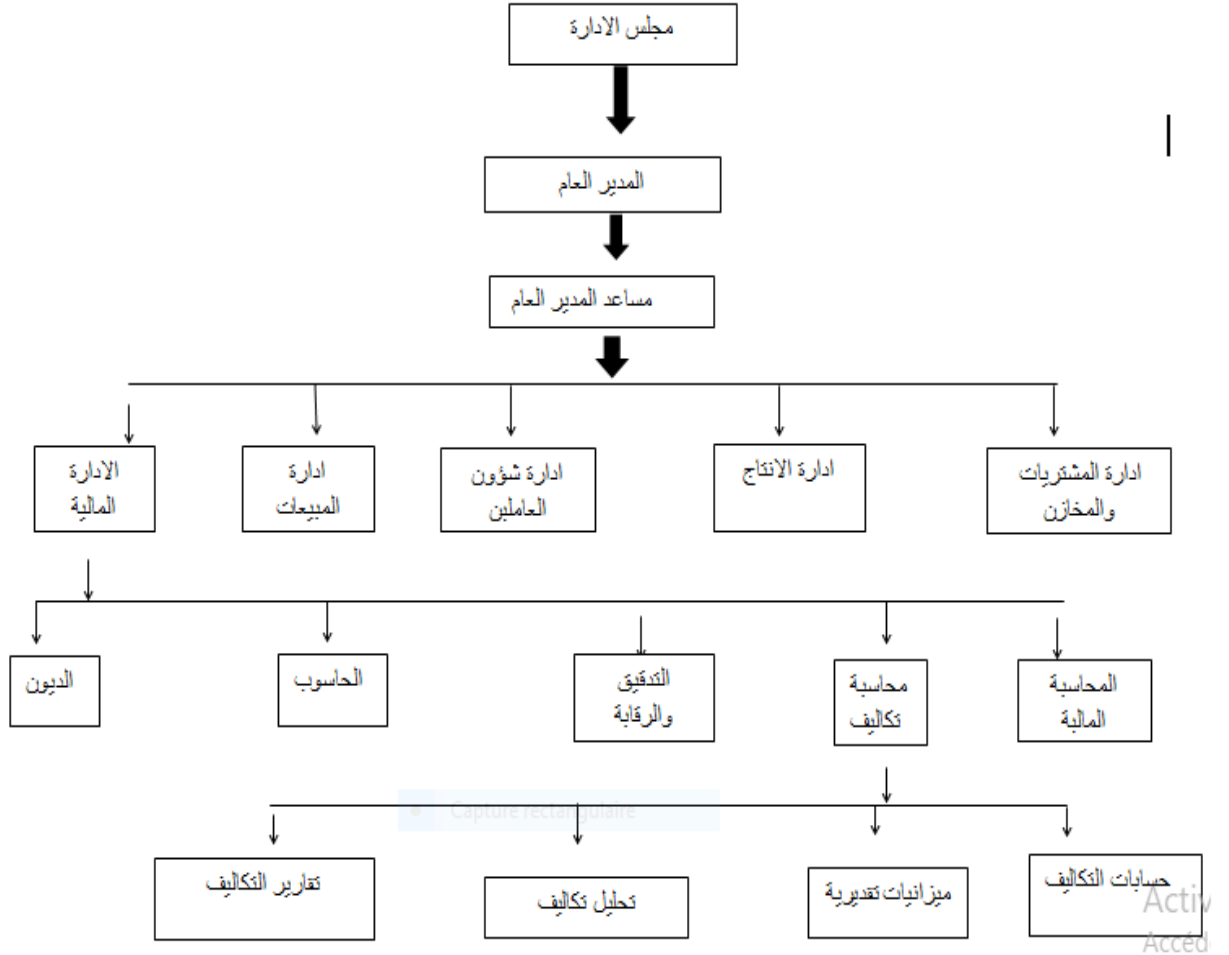 مجلس الادارة
المدير العام
مساعد المدير العام
ادارة المشتريات
والمخازن
ادارة الانتاج
ادارة شؤون
العاملين
ادارة
المبيعات
الادارة
المالية
المحاسبة
المالية
محاسبة
تكاليف
التدقيق
والرقابة
الحاسوب
الديون
Capture rectangulaire
حسابات التكاليف
ميزانيات تقديرية
تحليل تكاليف
تقارير التكاليف
Activ
Accéd